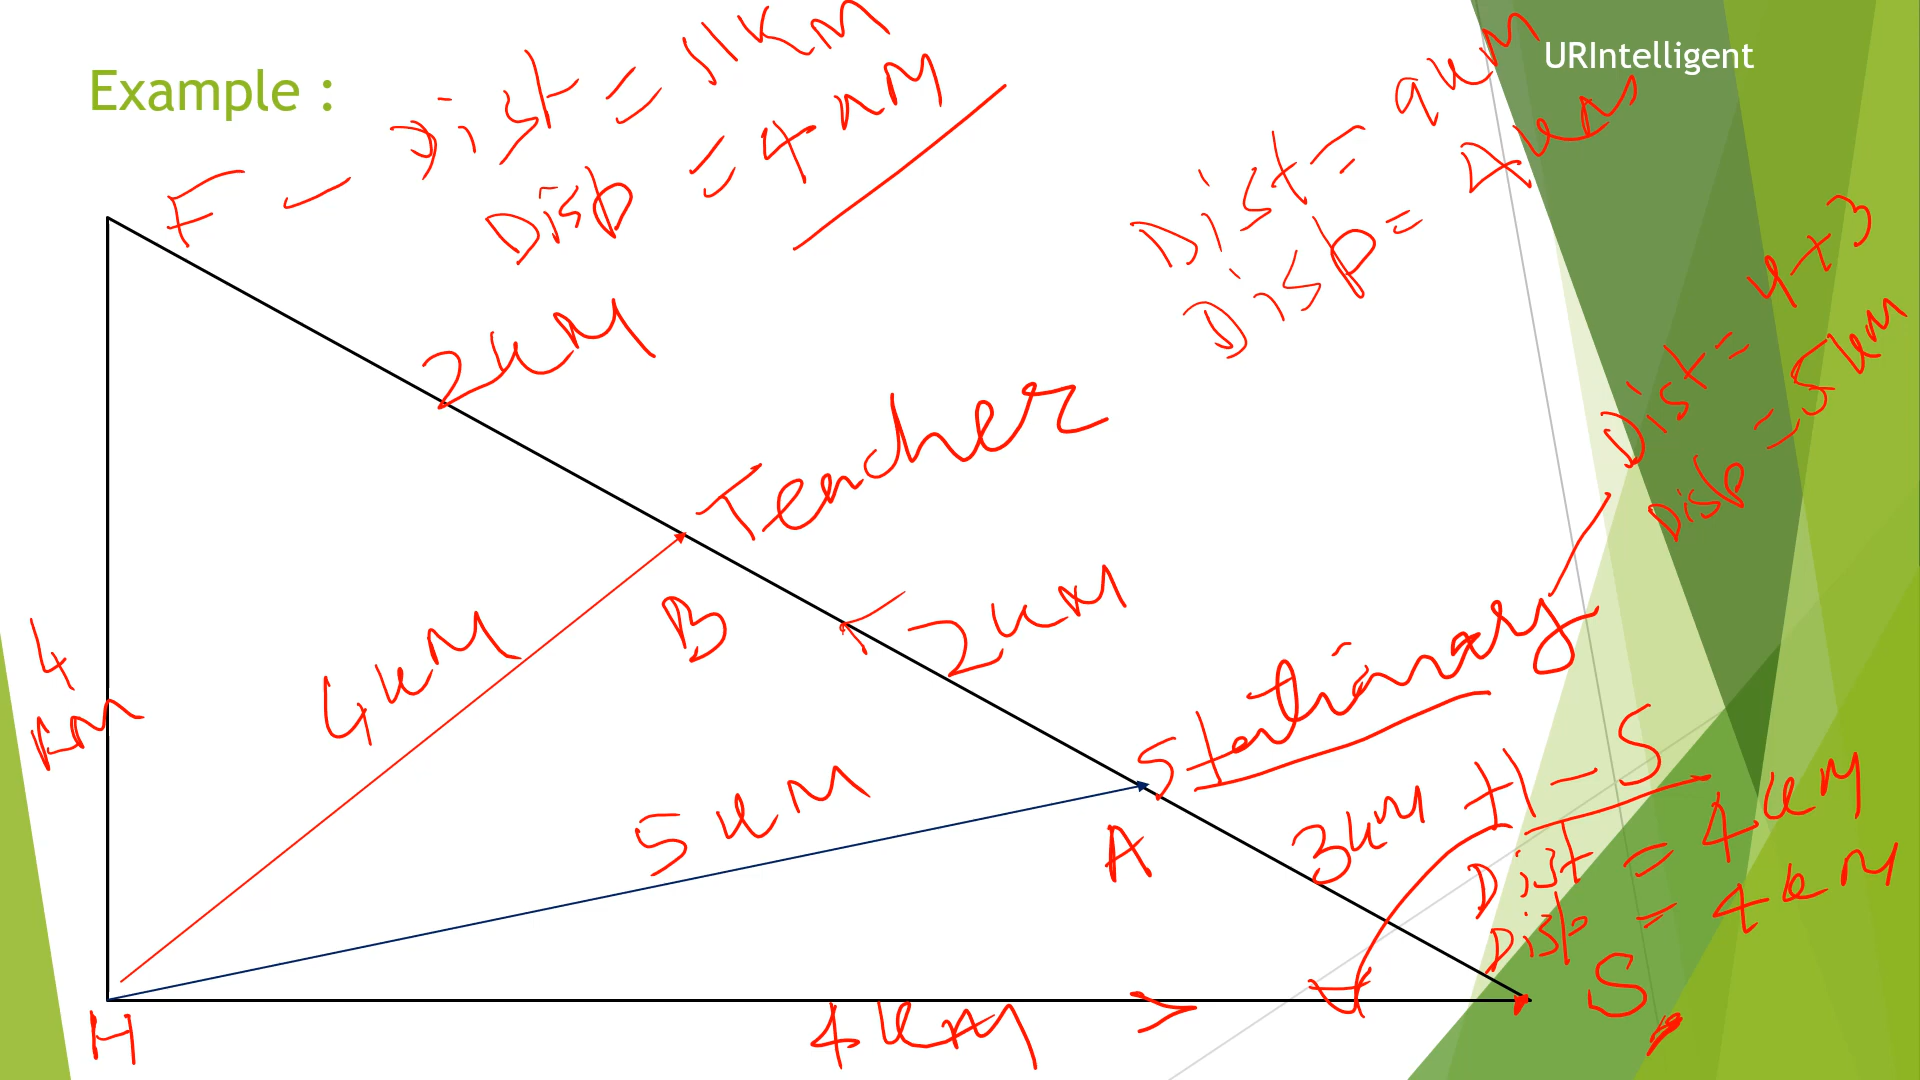 Example :
URIntelligent
F - Dist = 11KM
Disp = 4KM
Dist = 9KM
Disp = 4KM
2KM
Dist = 4+3
Disp = 5KM
Teacher
B
2KM
4
KM
4KM
Stationary
5KM
A
3KM
H - S
Dist = 4KM
Disp = 4KM
S
H
4KM